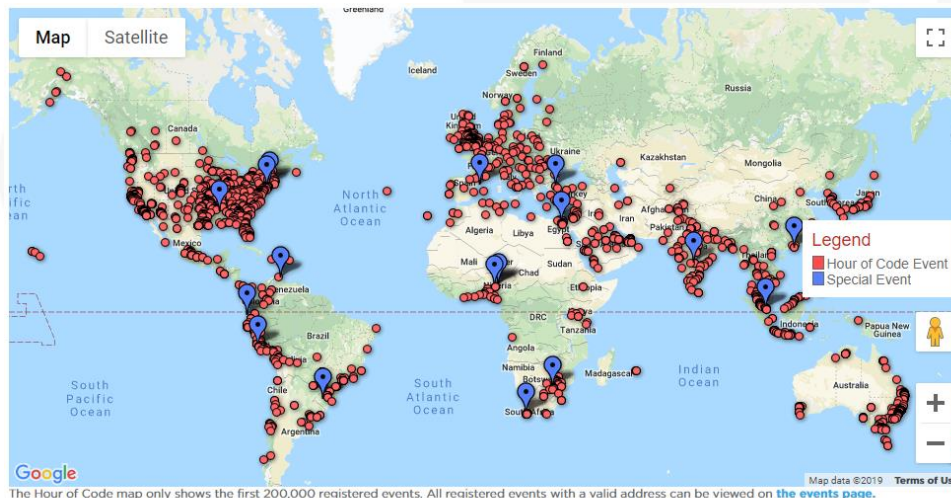 Greenland
Map Satellite
Iceland
Finland
Sweden
Norway
Russia
Canada
Ukraine
Kazakhstan
Mongolia
North
Atlantic
Ocean
China
Japan
Iran
Pakistan
Algeria
Libya
Egypt
Mexico
Mali
Chad
Sudan
Legend
Hour of Code Event
Special Event
Ethiopia
DRC
Tanzania
Indonesia
Papua New
Guinea
Brazil
Angola
Namibia
Madagascar
Indian
Ocean
South
Pacific
Ocean
Chile
South
Atlantic
Ocean
Australia
Argentina
Google
Map data ©2019 Terms of
The Hour of Code map only shows the first 200,000 registered events. All registered events with a valid address can be viewed on the events page.